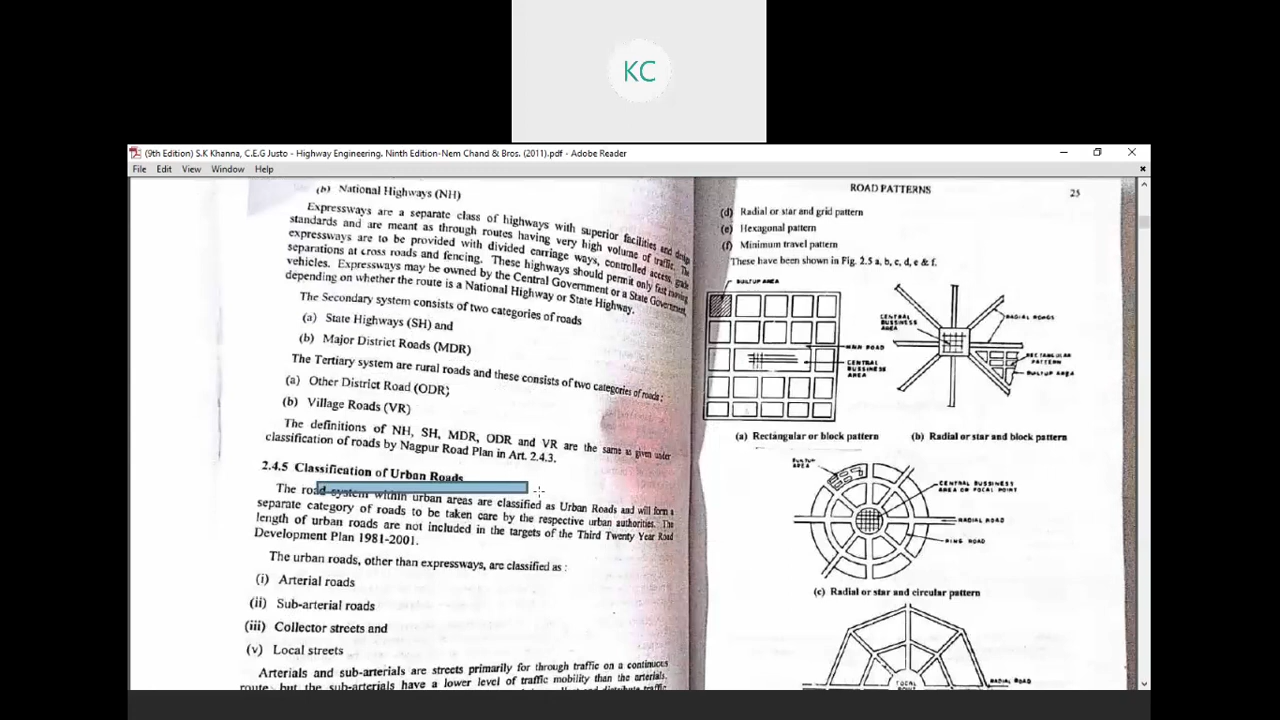 KC
(9th Edition) S.K Khanna, C.E.G Justo - Highway Engineering. Ninth Edition-Nem Chand & Bros. (2011).pdf - Adobe Reader
File Edit View Window Help
(b) National Highways (NH)
Expressways are a separate class of highways with superior facilities and design
standards and are meant as through routes having very high volume of traffic. The
expressways are to be provided with divided carriage ways, controlled access, grade
separations at cross roads and fencing. These highways should permit only fast moving
vehicles. Expressways may be owned by the Central Government or a State Government,
depending on whether the route is a National Highway or State Highway.
The Secondary system consists of two categories of roads
(a) State Highways (SH) and
(b) Major District Roads (MDR)
The Tertiary system are rural roads and these consists of two categories of roads :
(a) Other District Road (ODR;
(b) Village Roads (VR)
The definitions of NH, SH, MDR, ODR and VR are the same as given under
classification of roads by Nagpur Road Plan in Art. 2.4.3.
2.4.5 Classification of Urban Roads
The road system within urban areas are classified as Urban Roads and will form a
separate category of roads to be taken care by the respective urban authorities. The
length of urban roads are not included in the targets of the Third Twenty Year Road
Development Plan 1981-2001.
The urban roads, other than expressways, are classified as :
(i) Arterial roads
(ii) Sub-arterial roads
(iii) Collector streets and
(v) Local streets
Arterials and sub-arterials are streets primarily for through traffic on a continuous
route, but the sub-arterials have a lower level of traffic mobility than the arterials.
ROAD PATTERNS 25
(d) Radial or star and grid pattern
(e) Hexagonal pattern
(f) Minimum travel pattern
These have been shown in Fig. 2.5 a, b, c, d, e & f.
BUILTUP AREA
MAIN ROAD
CENTRAL
BUSSINESS
AREA
(a) Rectangular or block pattern
CENTRAL
BUSSINESS
AREA
RADIAL ROADS
RECTANGULAR
PATTERN
BUILTUP AREA
(b) Radial or star and block pattern
BUILTUP
AREA
CENTRAL BUSSINESS
AREA OR FOCAL POINT
RADIAL ROAD
RING ROAD
(c) Radial or star and circular pattern
FOCAL
POINT
RADIAL ROAD